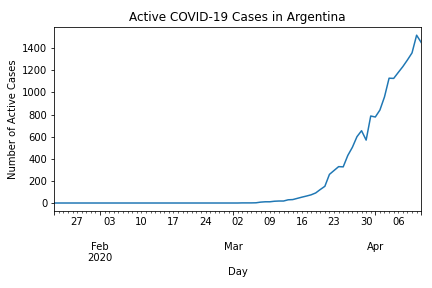 Active COVID-19 Cases in Argentina
Number of Active Cases
1400
1200
1000
800
600
400
200
0
27 03 10 17 24 02 09 16 23 30 06
Feb Mar Apr
2020
Day